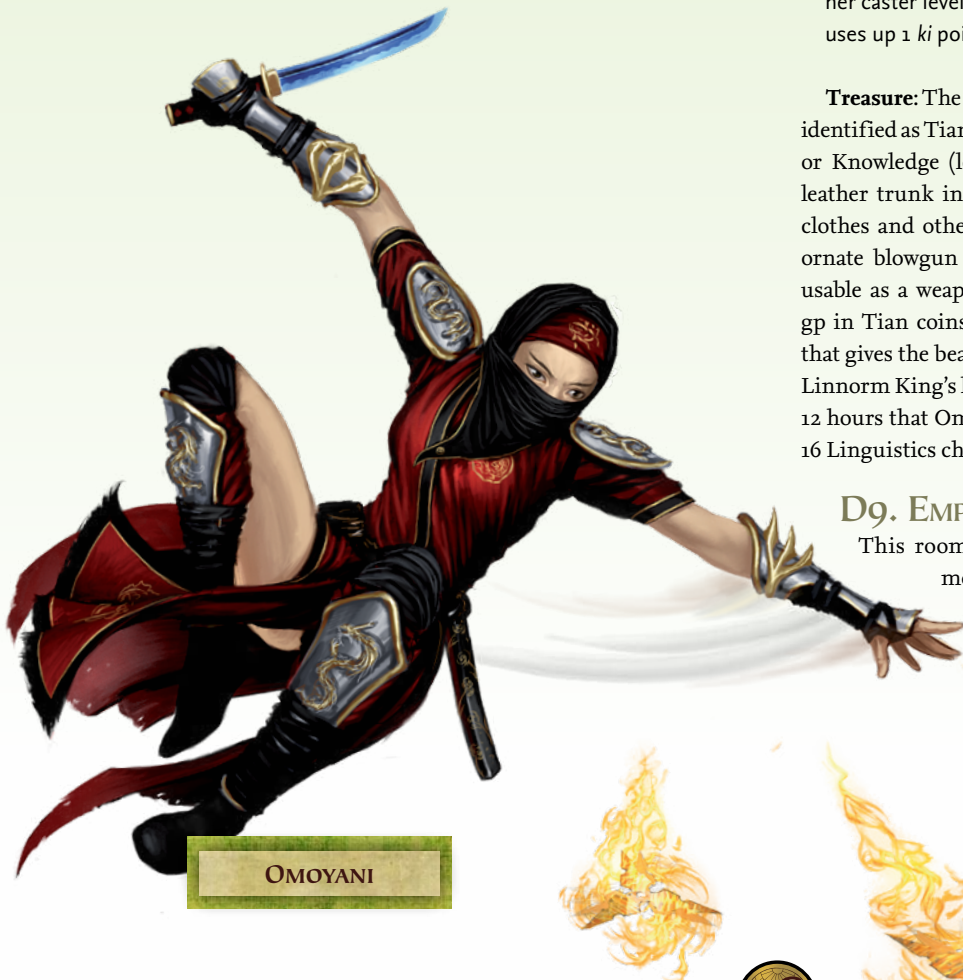 her caster level
uses up 1 ki poi
Treasure: The
identified as Tian
or Knowledge (l
leather trunk in
clothes and othe
ornate blowgun
usable as a weap
gp in Tian coins
that gives the bea
Linnorm King's
12 hours that Om
16 Linguistics ch
D9. Emp
This room
m
Omoyani